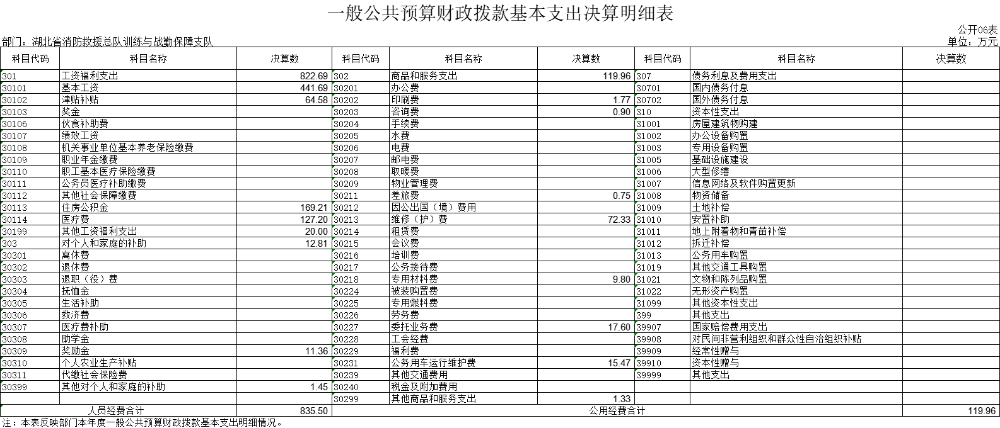 一般公共预算财政拨款基本支出决算明细表
公开06表
部门：湖北省消防救援总队训练与战勤保障支队 单位：万元
科目代码 科目名称 决算数 科目代码 科目名称 决算数 科目代码 科目名称 决算数
301 工资福利支出 822.69 302 商品和服务支出 119.96 307 债务利息及费用支出
30101 基本工资 441.69 30201 办公费 30701 国内债务付息
30102 津贴补贴 64.58 30202 印刷费 1.77 30702 国外债务付息
30103 奖金 30203 咨询费 0.90 310 资本性支出
30106 伙食补助费 30204 手续费 31001 房屋建筑物购建
30107 绩效工资 30205 水费 31002 办公设备购置
30108 机关事业单位基本养老保险缴费 30206 电费 31003 专用设备购置
30109 职业年金缴费 30207 邮电费 31005 基础设施建设
30110 职工基本医疗保险缴费 30208 取暖费 31006 大型修缮
30111 公务员医疗补助缴费 30209 物业管理费 31007 信息网络及软件购置更新
30112 其他社会保障缴费 30211 差旅费 0.75 31008 物资储备
30113 住房公积金 169.21 30212 因公出国（境）费用 31009 土地补偿
30114 医疗费 127.20 30213 维修（护）费 72.33 31010 安置补助
30199 其他工资福利支出 20.00 30214 租赁费 31011 地上附着物和青苗补偿
303 对个人和家庭的补助 12.81 30215 会议费 31012 拆迁补偿
30301 离休费 30216 培训费 31013 公务用车购置
30302 退休费 30217 公务接待费 31019 其他交通工具购置
30303 退职（役）费 30218 专用材料费 9.80 31021 文物和陈列品购置
30304 抚恤金 30224 被装购置费 31022 无形资产购置
30305 生活补助 30225 专用燃料费 31099 其他资本性支出
30306 救济费 30226 劳务费 399 其他支出
30307 医疗费补助 30227 委托业务费 17.60 39907 国家赔偿费用支出
30308 助学金 30228 工会经费 39908 对民间非营利组织和群众性自治组织补贴
30309 奖励金 11.36 30229 福利费 39909 经常性赠与
30310 个人农业生产补贴 30231 公务用车运行维护费 15.47 39910 资本性赠与
30311 代缴社会保险费 30239 其他交通费用 39999 其他支出
30399 其他对个人和家庭的补助 1.45 30240 税金及附加费用
30299 其他商品和服务支出 1.33
人员经费合计 835.50 公用经费合计 119.96
注：本表反映部门本年度一般公共预算财政拨款基本支出明细情况。